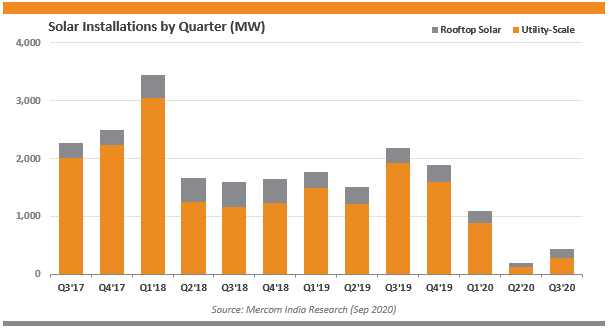 Solar Installations by Quarter (MW)
Rooftop Solar Utility-Scale
4,000
3,000
2,000
1,000
0
Q3'17 Q4'17 Q1'18 Q2'18 Q3'18 Q4'18 Q1'19 Q2'19 Q3'19 Q4'19 Q1'20 Q2'20 Q3'20
Source: Mercom India Research (Sep 2020)